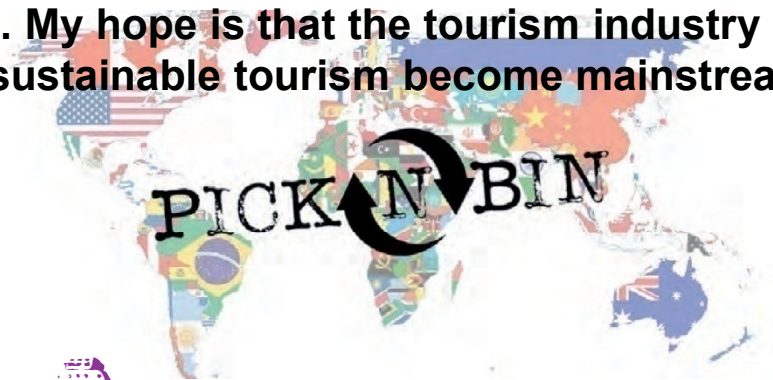 . My hope is that the tourism industry
sustainable tourism become mainstrea
PICK N BIN